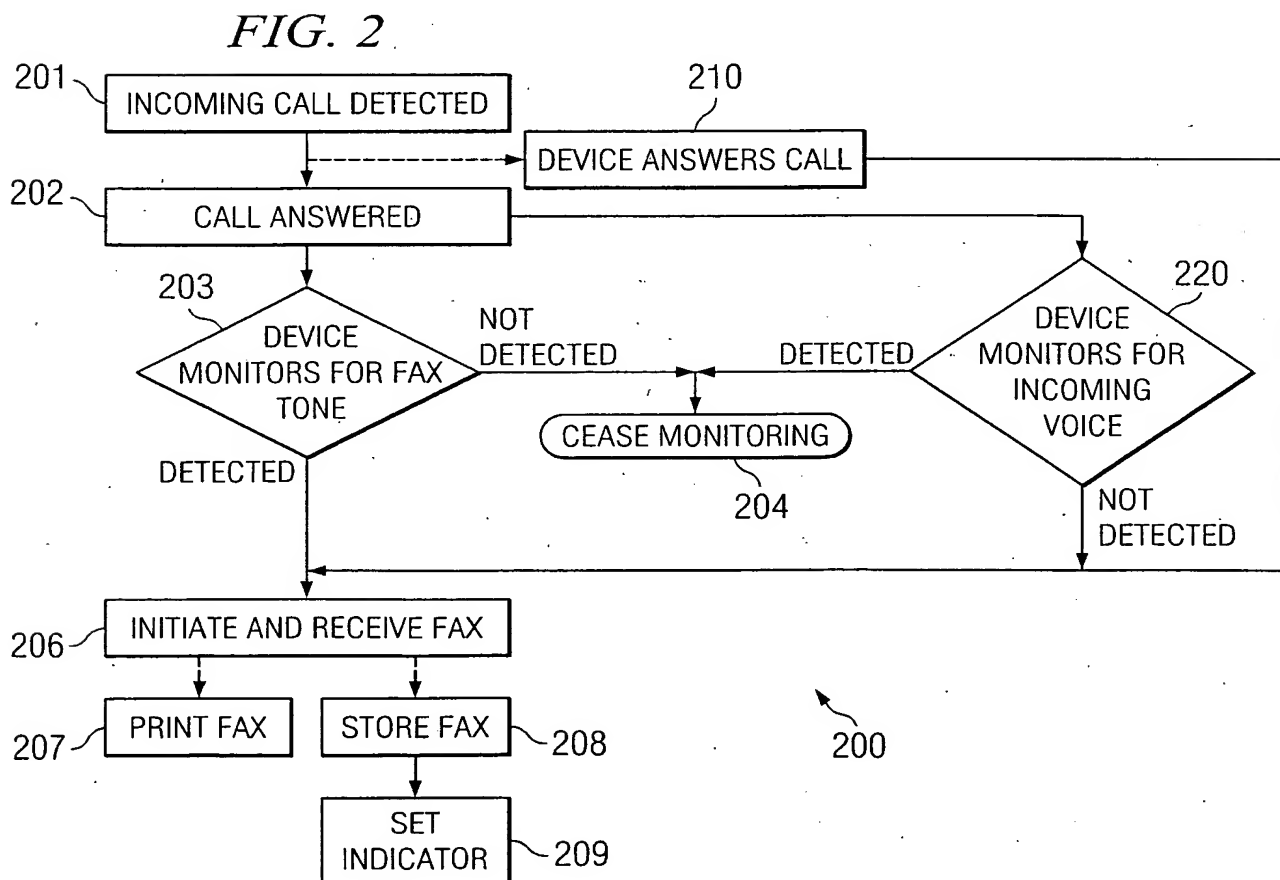 FIG. 2
201
INCOMING CALL DETECTED
210
DEVICE ANSWERS CALL
202
CALL ANSWERED
203
DEVICE
MONITORS FOR FAX
TONE
NOT
DETECTED
DETECTED
220
DEVICE
MONITORS FOR
INCOMING
VOICE
CEASE MONITORING
204
DETECTED
NOT
DETECTED
206
INITIATE AND RECEIVE FAX
207
PRINT FAX
STORE FAX
208
200
SET
INDICATOR
209